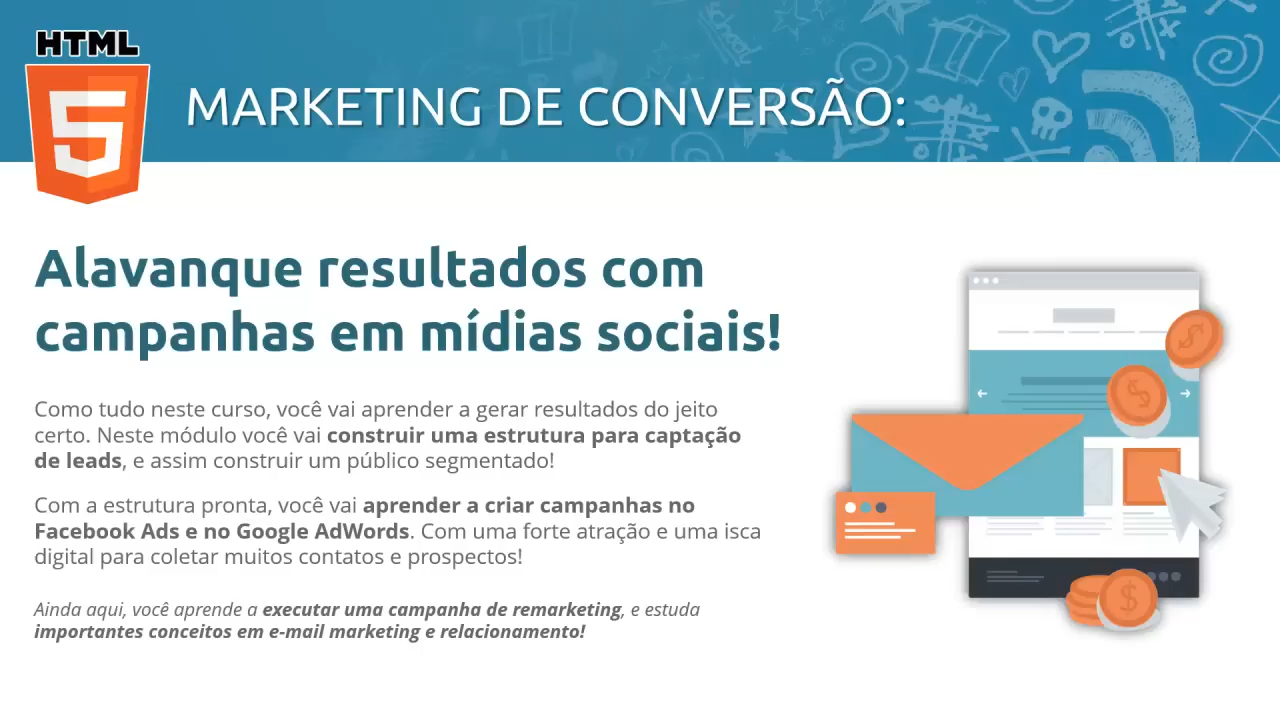 HTML
5
MARKETING DE CONVERSÃO:
Alavanque resultados com
campanhas em mídias sociais!
Como tudo neste curso, você vai aprender a gerar resultados do jeito
certo. Neste módulo você vai construir uma estrutura para captação
de leads, e assim construir um público segmentado!
Com a estrutura pronta, você vai aprender a criar campanhas no
Facebook Ads e no Google AdWords. Com uma forte atração e uma isca
digital para coletar muitos contatos e prospectos!
Ainda aqui, você aprende a executar uma campanha de remarketing, e estuda
importantes conceitos em e-mail marketing e relacionamento!